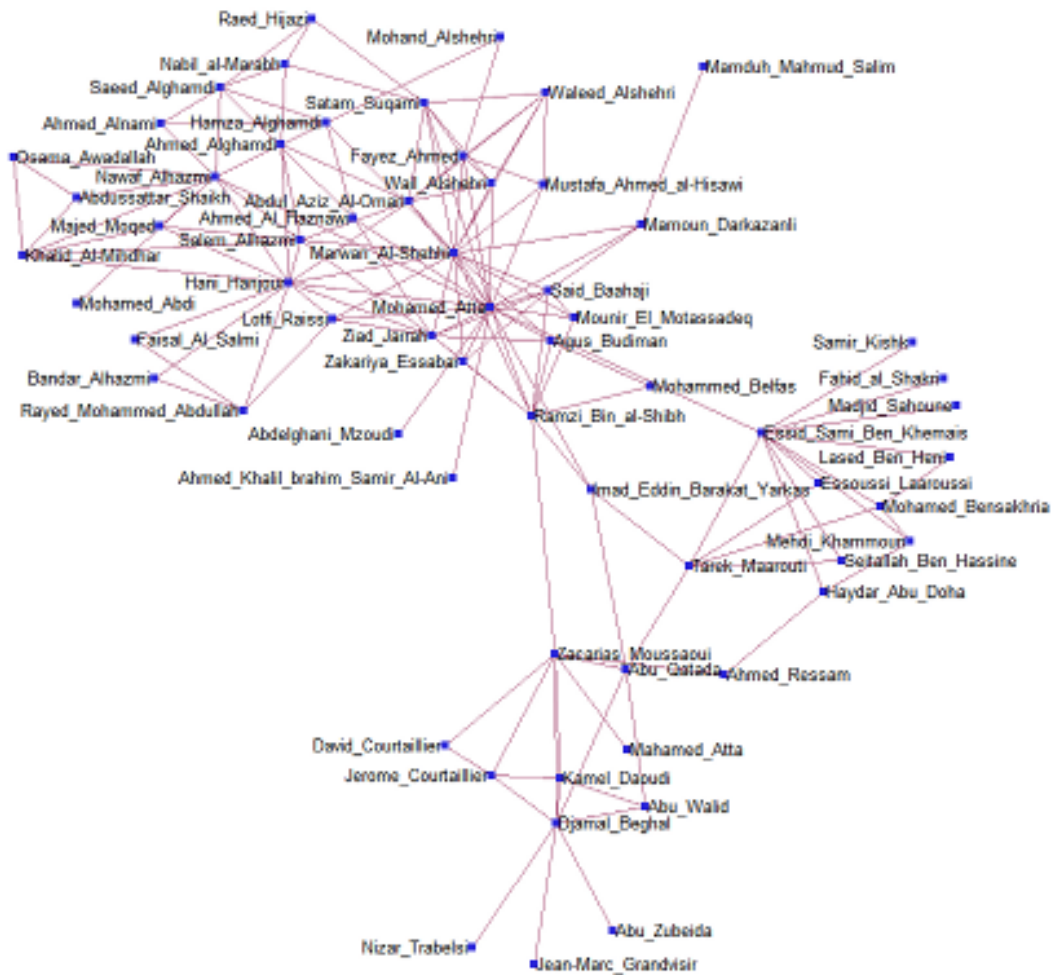 Raed_Hijazi
Mohand_Alshehri
Nabil_al-Marabh
Mamduh_Mahmud_Salim
Saeed_Alghamdi
Satam_Suqami
Waleed_Alshehri
Ahmed_Alnami
Hamza_Alghamdi
Ahmed_Alghamdi
Osama_Awadallah
Fayez_Ahmed
Nawaf_Alhazmi
Wail_Alshehri
Mustafa_Ahmed_al-Hisawi
Abdussattar_Shaikh
Abdul_Aziz_Al-Omari
Ahmed_Al_Haznawi
Majed_Moqed
Mamoun_Darkazanli
Salem_Alhazmi
Marwan_Al-Shehhi
Khalid_Al-Mihdhar
Hani_Hanjour
Said_Baahaji
Mohamed_Abdi
Mohamed_Atta
Lotfi_Raissi
Mounir_El_Motassadeq
Faisal_Al_Salmi
Ziad_Jarrah
Agus_Budiman
Samir_Kishk
Zakariya_Essabar
Bandar_Alhazmi
Mohammed_Belfas
Fahid_al_Shakri
Madjid_Sahoune
Rayed_Mohammed_Abdullah
Ramzi_Bin_al-Shibh
Abdelghani_Mzoudi
Essid_Sami_Ben_Khemais
Lased_Ben_Heni
Ahmed_Khalil_Ibrahim_Samir_Al-Ani
Essoussi_Laaroussi
Imad_Eddin_Barakat_Yarkas
Mohamed_Bensakhria
Mehdi_Khammoun
Seifallah_Ben_Hassine
Tarek_Maarouti
Haydar_Abu_Doha
Zacarias_Moussaoui
Abu_Qatada
Ahmed_Ressam
David_Courtaillier
Mahamed_Atta
Jerome_Courtaillier
Kamel_Daoudi
Abu_Walid
Djamal_Beghal
Abu_Zubeida
Nizar_Trabelsi
Jean-Marc_Grandvisir